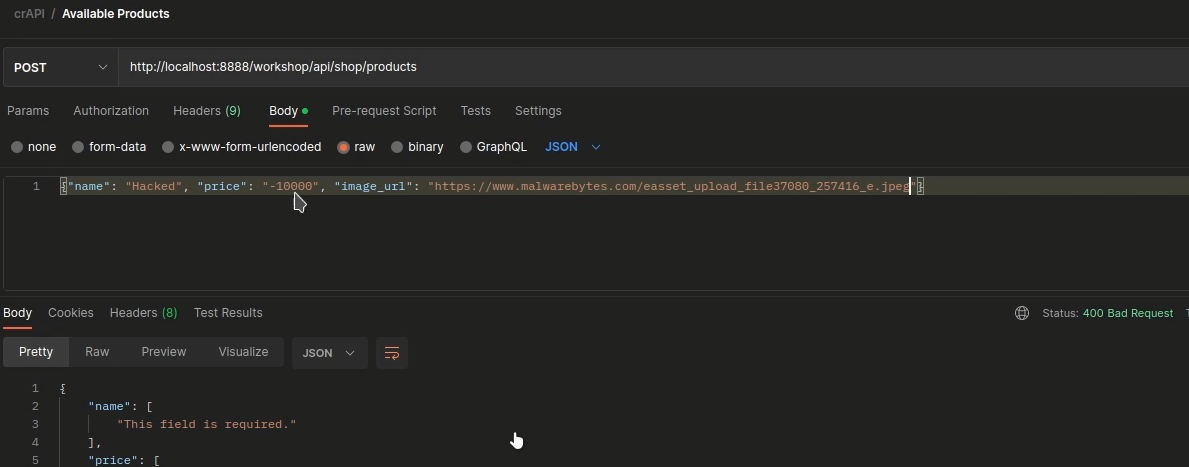 crAPI / Available Products
POST http://localhost:8888/workshop/api/shop/products
Params Authorization Headers (9) Body Pre-request Script Tests Settings
none form-data x-www-form-urlencoded raw binary GraphQL JSON
1 {"name": "Hacked", "price": "-10000", "image_url": "https://www.malwarebytes.com/easset_upload_file37080_257416_e.jpeg"}
Body Cookies Headers (8) Test Results Status: 400 Bad Request
Pretty Raw Preview Visualize JSON
1 {
2 "name": [
3 "This field is required."
4 ],
5 "price": [